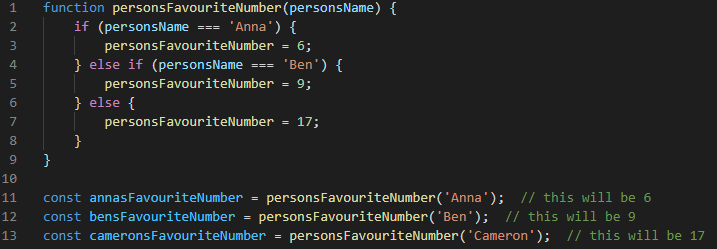 1 function personsFavouriteNumber(personsName) {
2     if (personsName === 'Anna') {
3         personsFavouriteNumber = 6;
4     } else if (personsName === 'Ben') {
5         personsFavouriteNumber = 9;
6     } else {
7         personsFavouriteNumber = 17;
8     }
9 }
10
11 const annasFavouriteNumber = personsFavouriteNumber('Anna');  // this will be 6
12 const bensFavouriteNumber = personsFavouriteNumber('Ben');  // this will be 9
13 const cameronsFavouriteNumber = personsFavouriteNumber('Cameron');  // this will be 17